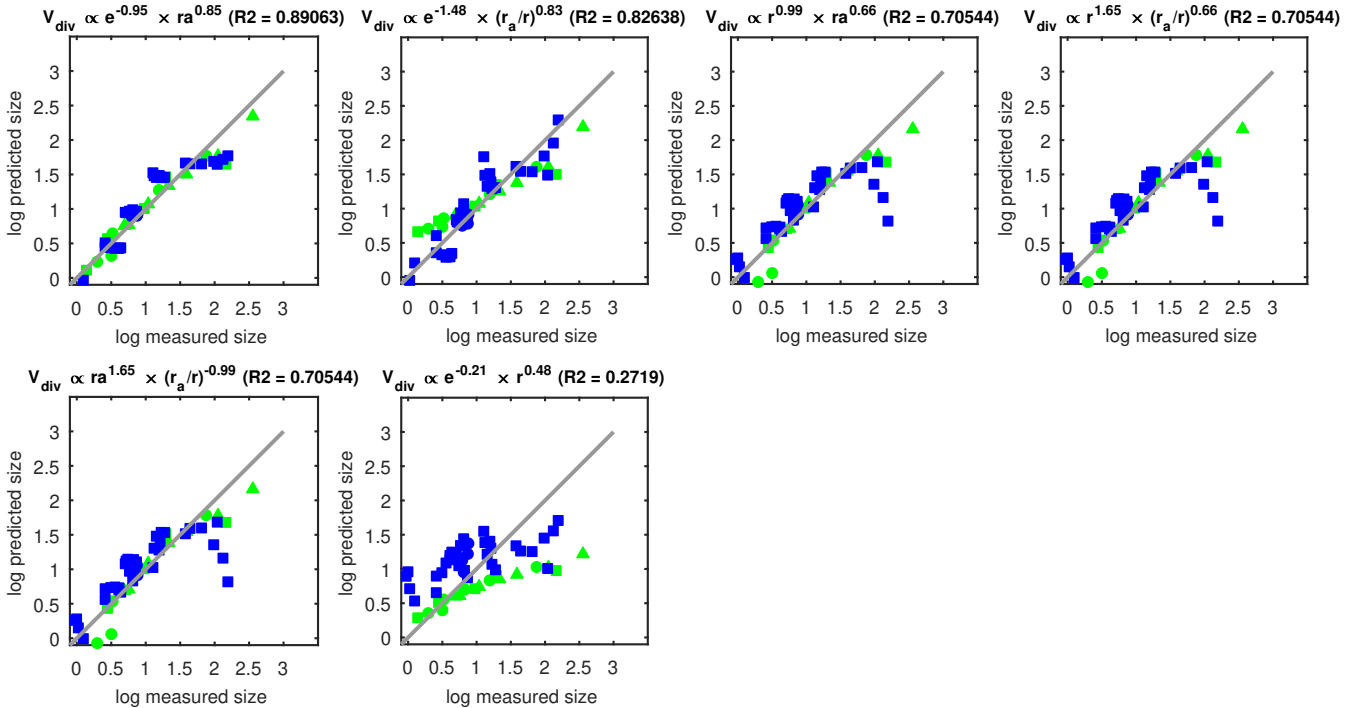 V_div ∝ e^-0.95 × ra^0.85 (R2 = 0.89063)
log predicted size
3
2.5
2
1.5
1
0.5
0
0 0.5 1 1.5 2 2.5 3
log measured size
V_div ∝ e^-1.48 × (r_a/r)^0.83 (R2 = 0.82638)
log predicted size
3
2.5
2
1.5
1
0.5
0
0 0.5 1 1.5 2 2.5 3
log measured size
V_div ∝ r^0.99 × ra^0.66 (R2 = 0.70544)
log predicted size
3
2.5
2
1.5
1
0.5
0
0 0.5 1 1.5 2 2.5 3
log measured size
V_div ∝ r^1.65 × (r_a/r)^0.66 (R2 = 0.70544)
log predicted size
3
2.5
2
1.5
1
0.5
0
0 0.5 1 1.5 2 2.5 3
log measured size
V_div ∝ ra^1.65 × (r_a/r)^-0.99 (R2 = 0.70544)
log predicted size
3
2.5
2
1.5
1
0.5
0
0 0.5 1 1.5 2 2.5 3
log measured size
V_div ∝ e^-0.21 × r^0.48 (R2 = 0.2719)
log predicted size
3
2.5
2
1.5
1
0.5
0
0 0.5 1 1.5 2 2.5 3
log measured size